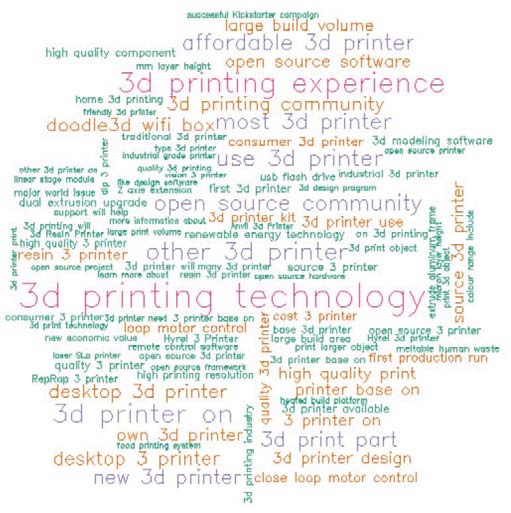 successful Kickstarter campaign
large build volume
affordable 3d printer
high quality component
open source software
mm layer height
3d printing experience
home 3d printing
3d printing community
friendly 3d printer
doodle3d wifi box
most 3d printer
traditional 3d printer
consumer 3d printer
3d modeling software
type 3d printer
open source printer
industrial grade printer
use 3d printer
dlp 3 printer
other 3d printer on
quality 3d printing
linear stage module
vision 3 printer
usb flash drive
industrial 3d printer
like design software
major world issue
Z axis extension
first 3d printer
3d design program
dual extrusion upgrade
open source community
support will help
more informations about
3d printer kit
3d printer use
3d printing will
Anvil 3d Printer
3d Resin Printer
large print volume
renewable energy technology
on 3d printing
high quality 3 printer
other 3d printer
3d print object
resin 3 printer
source 3 printer
3d printer print
open source project
3d printer will
many 3d printer
learn more about
resin 3d printer
open source hardware
extrude aluminum frame
micron layer height
print 3d object
source 3d printer
colour range include
3d printing technology
consumer 3 printer
3d printer need
3 printer base on
cost 3 printer
3d print technology
loop motor control
base 3d printer
open source 3 printer
new economic value
Hyrel 3 Printer
large build area
Hyrel 3d printer
remote control software
print larger object
meltable human waste
laser SLa printer
open source 3d printer
3d printer base on
first production run
quality 3 printer
open source framework
RepRap 3 printer
high printing resolution
high quality print
quality 3d printer
desktop 3d printer
printer base on
heated build platform
3d printer on
3d printer available
3 printer on
own 3d printer
3d print part
food printing system
3d printing industry
desktop 3 printer
3d printer design
new 3d printer
close loop motor control